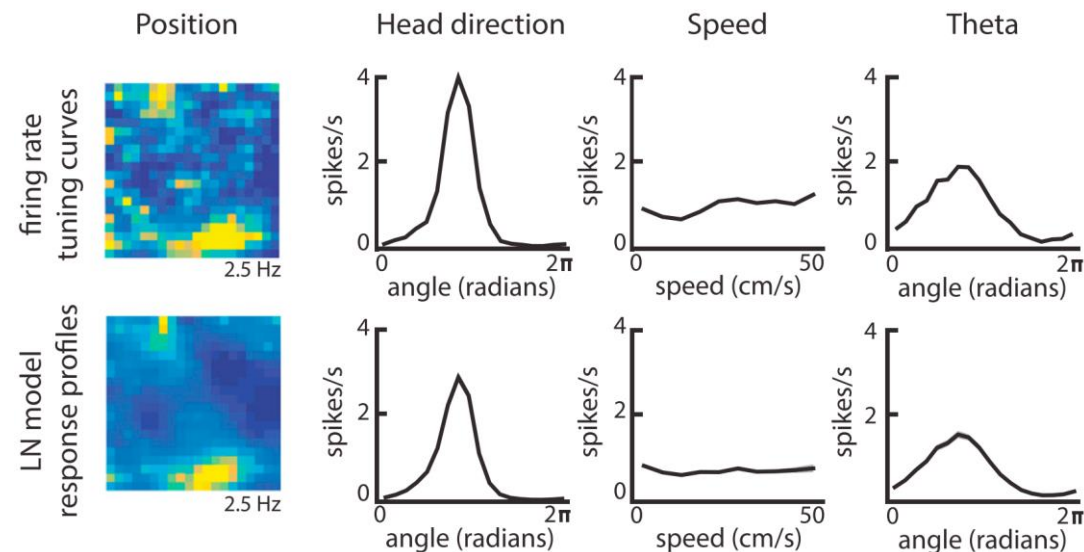 Position
Head direction
Speed
Theta
firing rate
tuning curves
2.5 Hz
spikes/s
4
2
0
0
2π
angle (radians)
spikes/s
4
2
0
0
50
speed (cm/s)
spikes/s
4
2
0
0
2π
angle (radians)
LN model
response profiles
2.5 Hz
spikes/s
4
2
0
0
2π
angle (radians)
spikes/s
4
2
0
0
50
speed (cm/s)
spikes/s
4
2
0
0
2π
angle (radians)